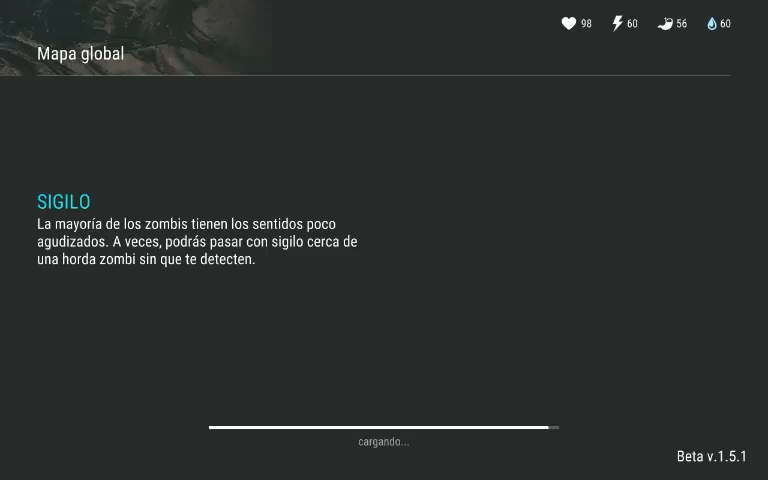 98 60 56 60
Mapa global
SIGILO
La mayoría de los zombis tienen los sentidos poco
agudizados. A veces, podrás pasar con sigilo cerca de
una horda zombi sin que te detecten.
cargando...
Beta v.1.5.1